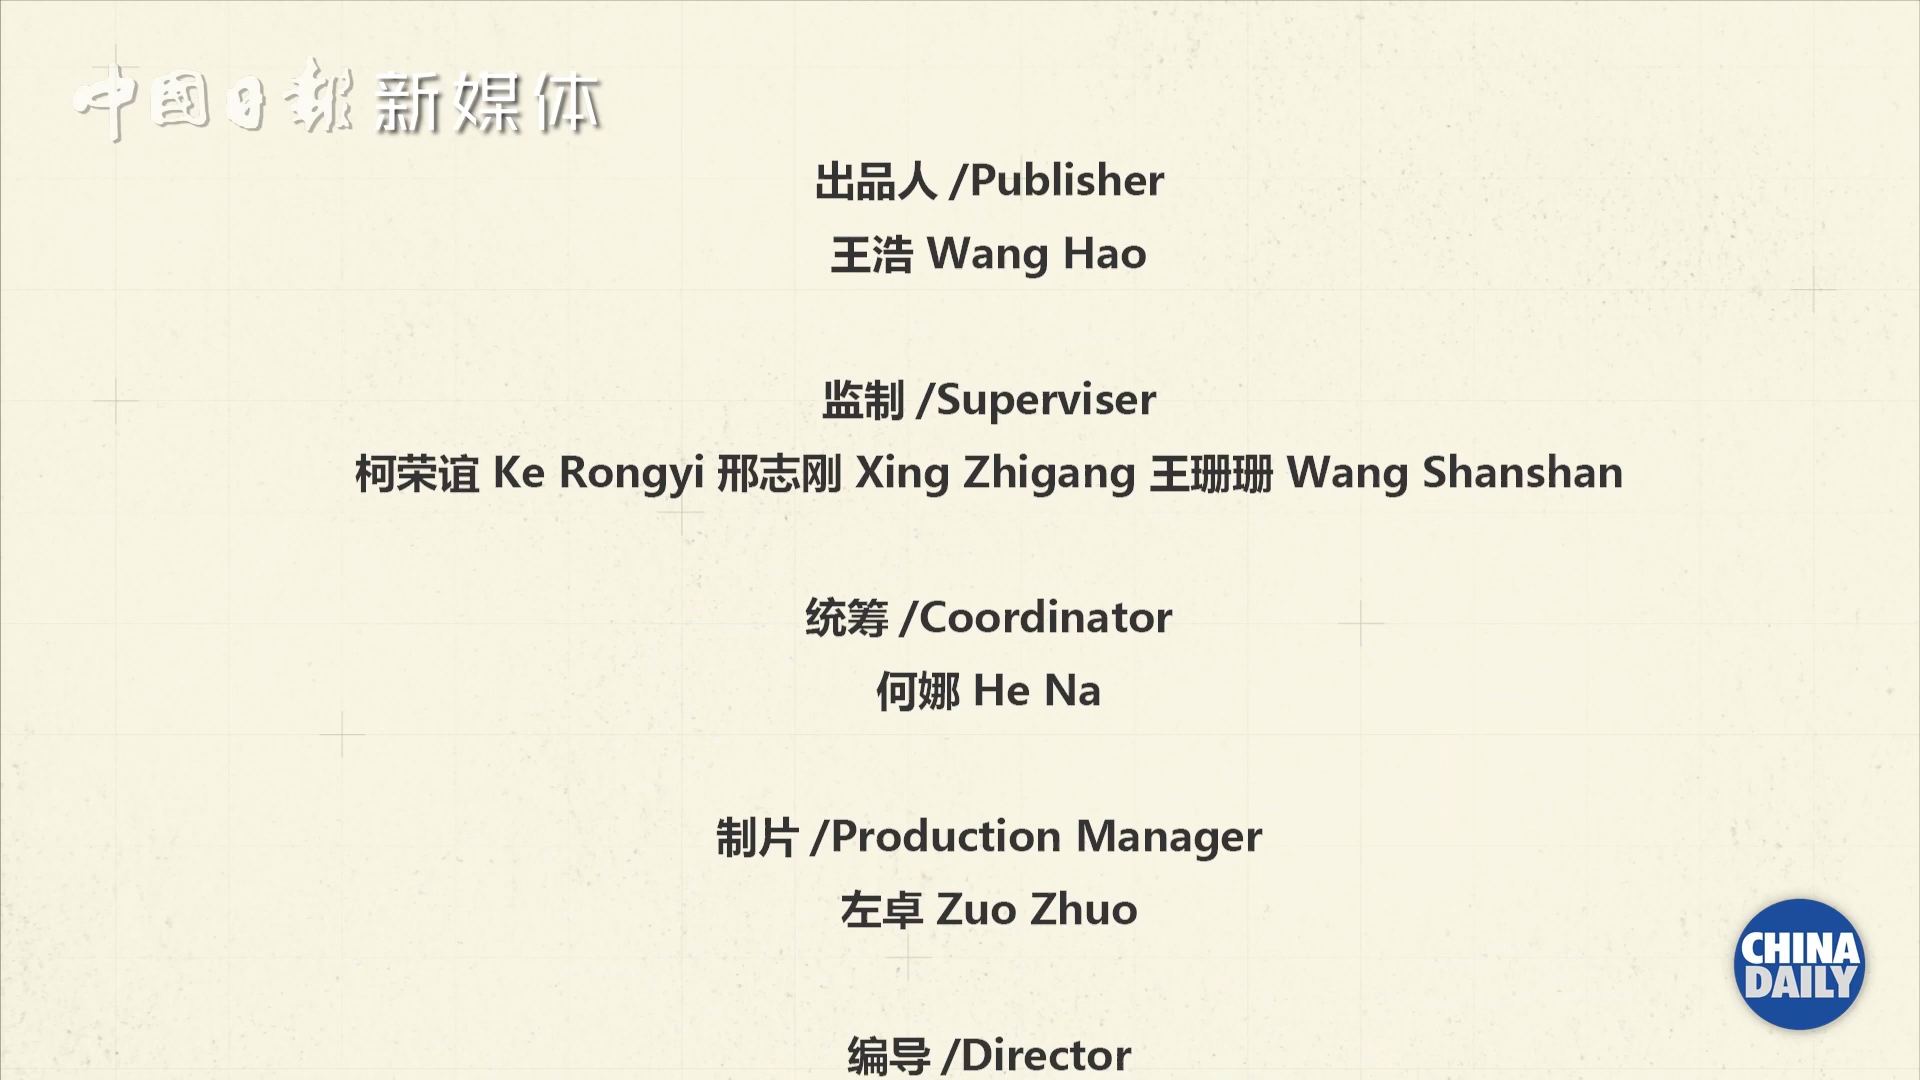 中国日报 新媒体
出品人 /Publisher
王浩 Wang Hao
监制 /Superviser
柯荣谊 Ke Rongyi 邢志刚 Xing Zhigang 王珊珊 Wang Shanshan
统筹 /Coordinator
何娜 He Na
制片 /Production Manager
左卓 Zuo Zhuo
编导 /Director
CHINA
DAILY